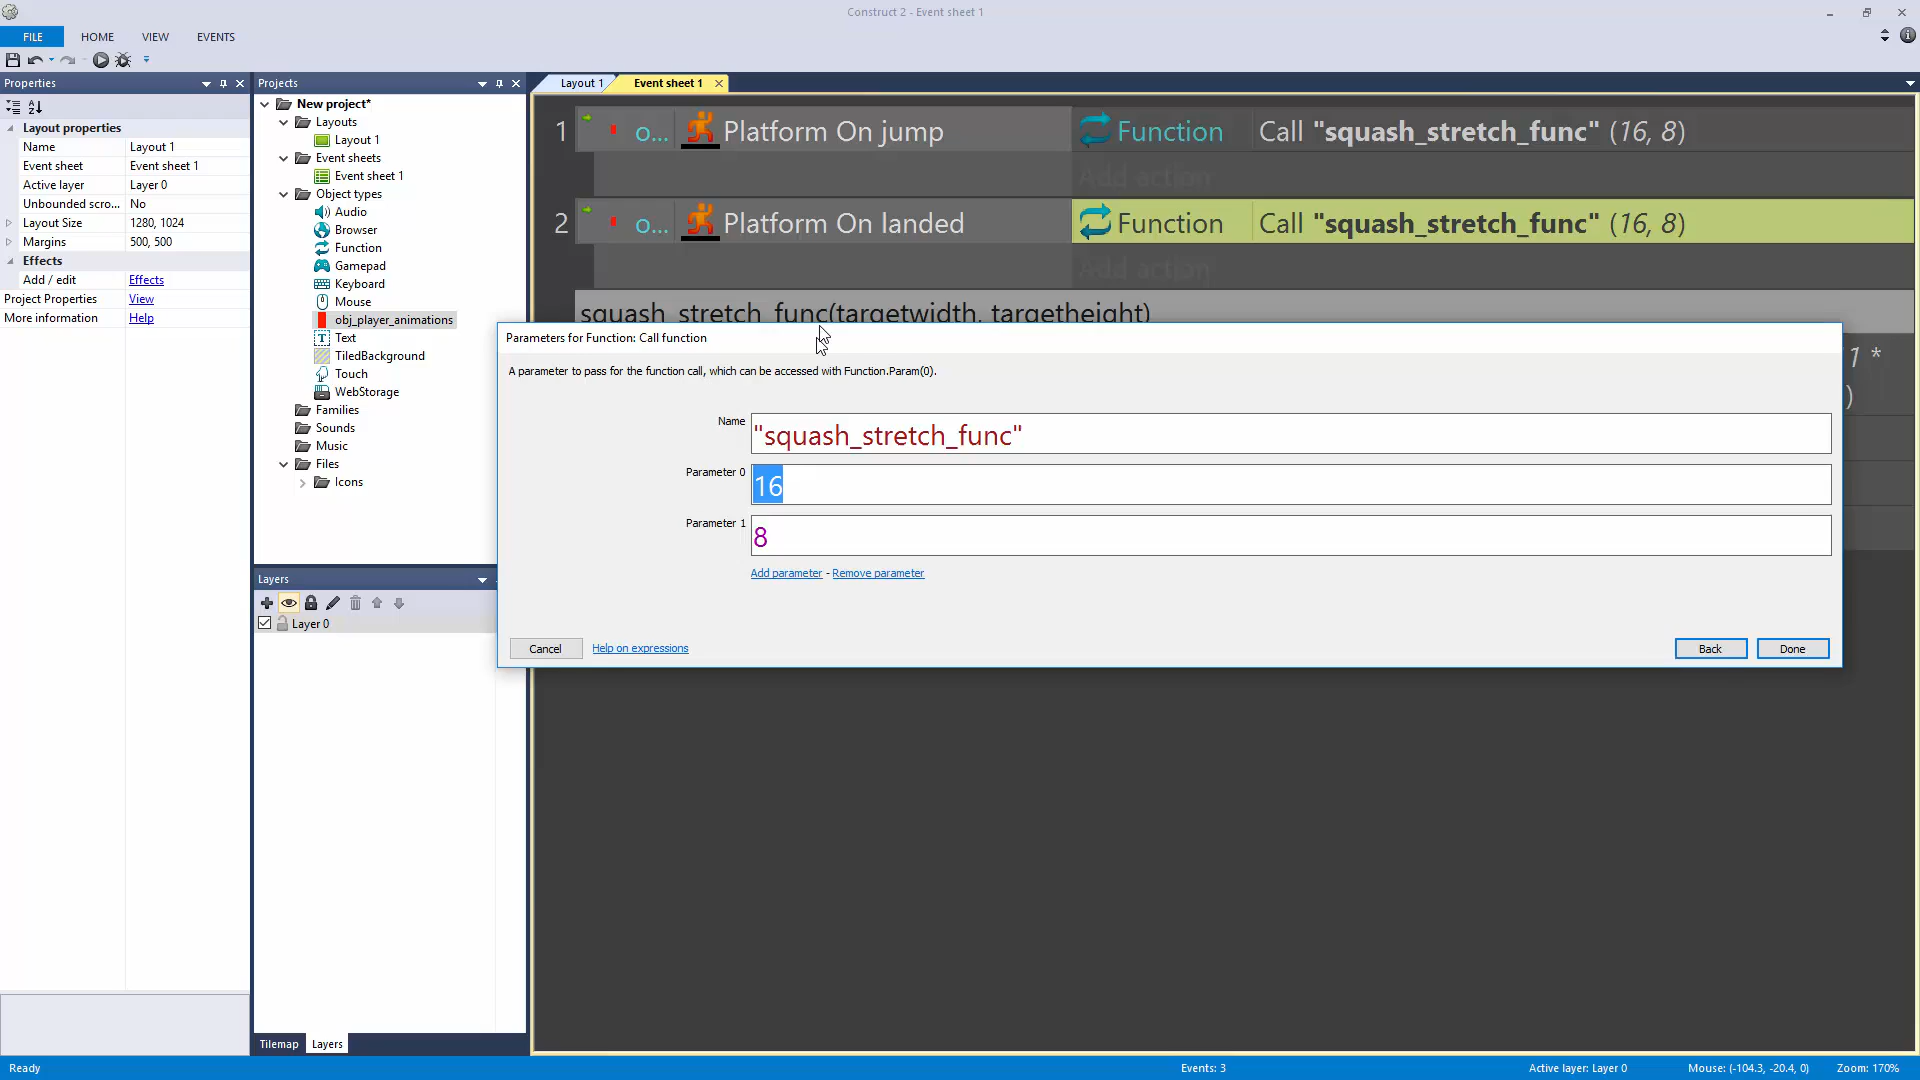 Construct 2 - Event sheet 1
FILE
HOME
VIEW
EVENTS
Properties
Layout properties
Name
Layout 1
Event sheet
Event sheet 1
Active layer
Layer 0
Unbounded scro...
No
Layout Size
1280, 1024
Margins
500, 500
Effects
Add / edit
Effects
Project Properties
View
More information
Help
Projects
New project*
Layouts
Layout 1
Event sheets
Event sheet 1
Object types
Audio
Browser
Function
Gamepad
Keyboard
Mouse
obj_player_animations
Text
TiledBackground
Touch
WebStorage
Families
Sounds
Music
Files
Icons
Layers
Layer 0
Tilemap
Layers
Layout 1
Event sheet 1
1
o...
Platform On jump
Function
Call "squash_stretch_func" (16, 8)
Add action
2
o...
Platform On landed
Function
Call "squash_stretch_func" (16, 8)
Add action
squash_stretch_func(targetwidth, targetheight)
1 *
)
Parameters for Function: Call function
A parameter to pass for the function call, which can be accessed with Function.Param(0).
Name
"squash_stretch_func"
Parameter 0
16
Parameter 1
8
Add parameter - Remove parameter
Cancel
Help on expressions
Back
Done
Ready
Events: 3
Active layer: Layer 0
Mouse: (-104.3, -20.4, 0)
Zoom: 170%